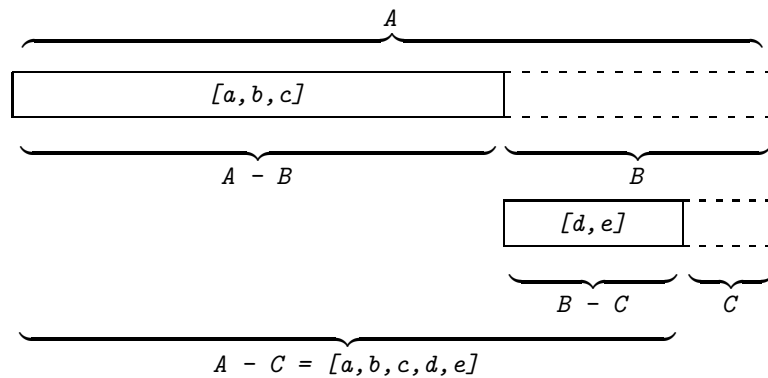 A
[a,b,c]
A - B B
[d,e]
B - C C
A - C = [a,b,c,d,e]